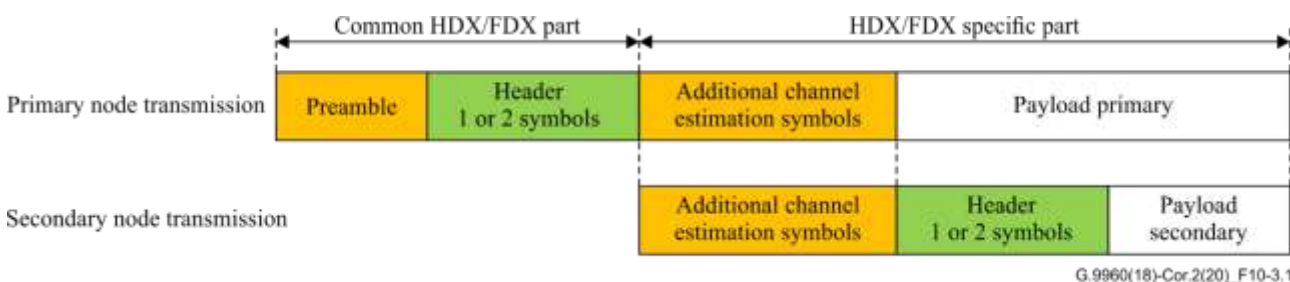 Common HDX/FDX part
HDX/FDX specific part
Primary node transmission
Preamble
Header
1 or 2 symbols
Additional channel
estimation symbols
Payload primary
Secondary node transmission
Additional channel
estimation symbols
Header
1 or 2 symbols
Payload
secondary
G.9960(18)-Cor.2(20)_F10-3.1